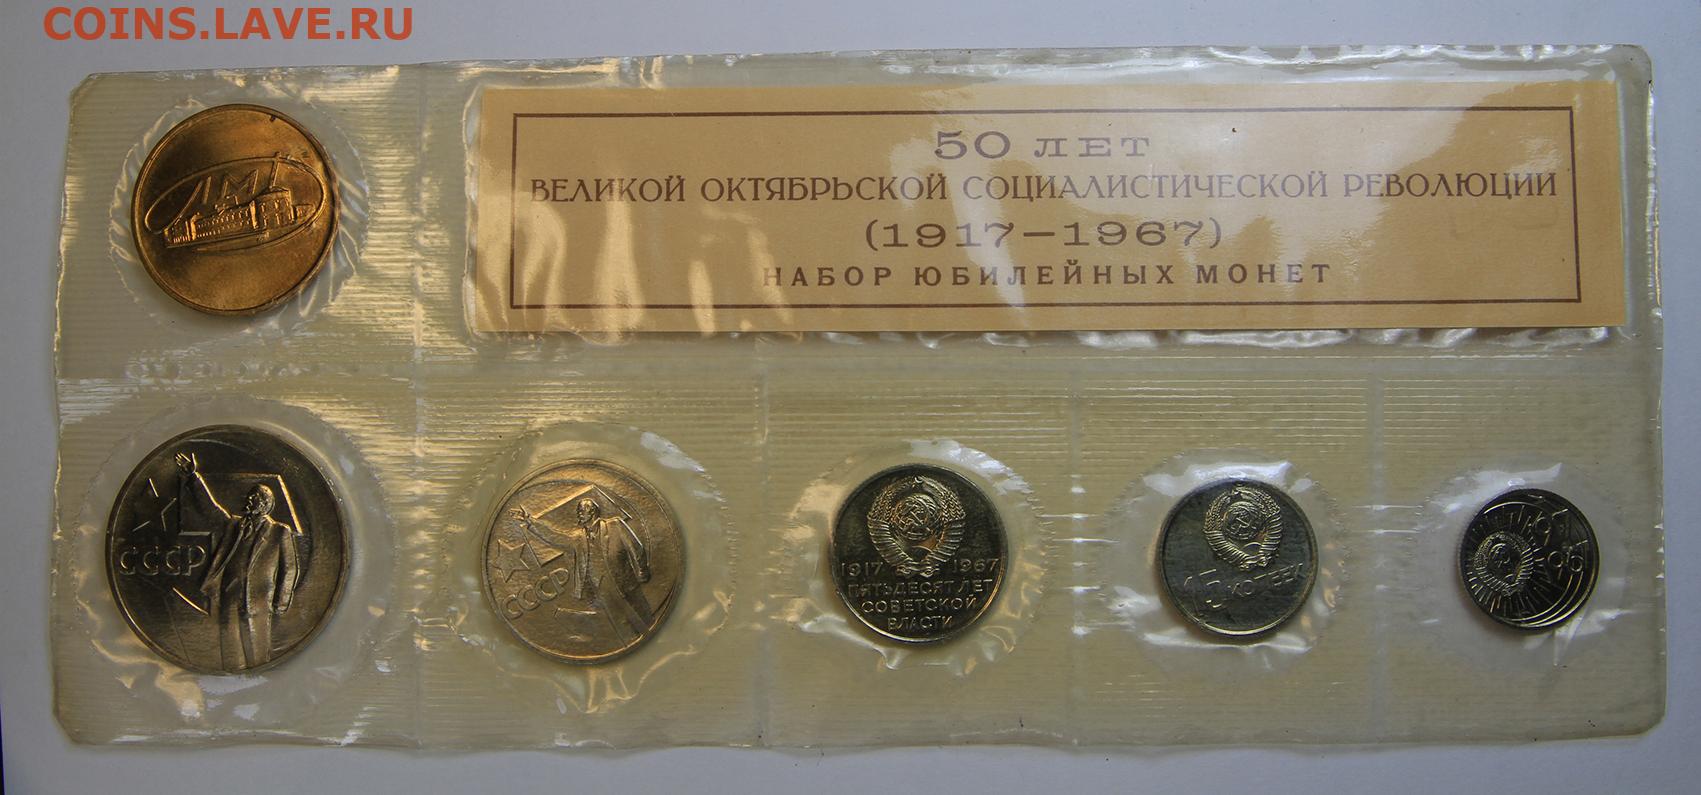 COINS.LAVE.RU
50 ЛЕТ
ВЕЛИКОЙ ОКТЯБРЬСКОЙ СОЦИАЛИСТИЧЕСКОЙ РЕВОЛЮЦИИ
(1917—1967)
НАБОР ЮБИЛЕЙНЫХ МОНЕТ
ЛМД
СССР
СССР
1917 1967
ПЯТЬДЕСЯТ ЛЕТ
СОВЕТСКОЙ
ВЛАСТИ
15 КОПЕЕК